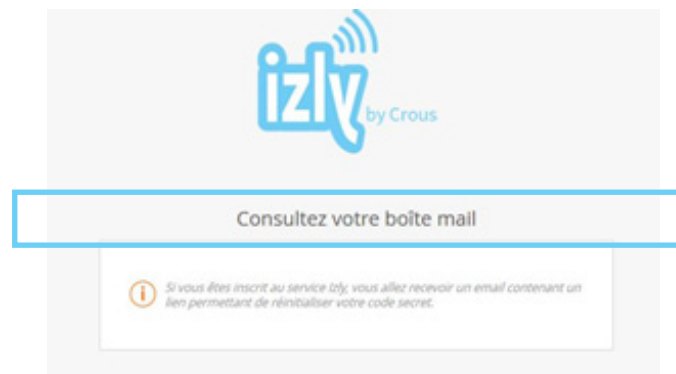 izly
by Crous
Consultez votre boîte mail
Si vous êtes inscrit au service Izly, vous allez recevoir un email contenant un
lien permettant de réinitialiser votre code secret.